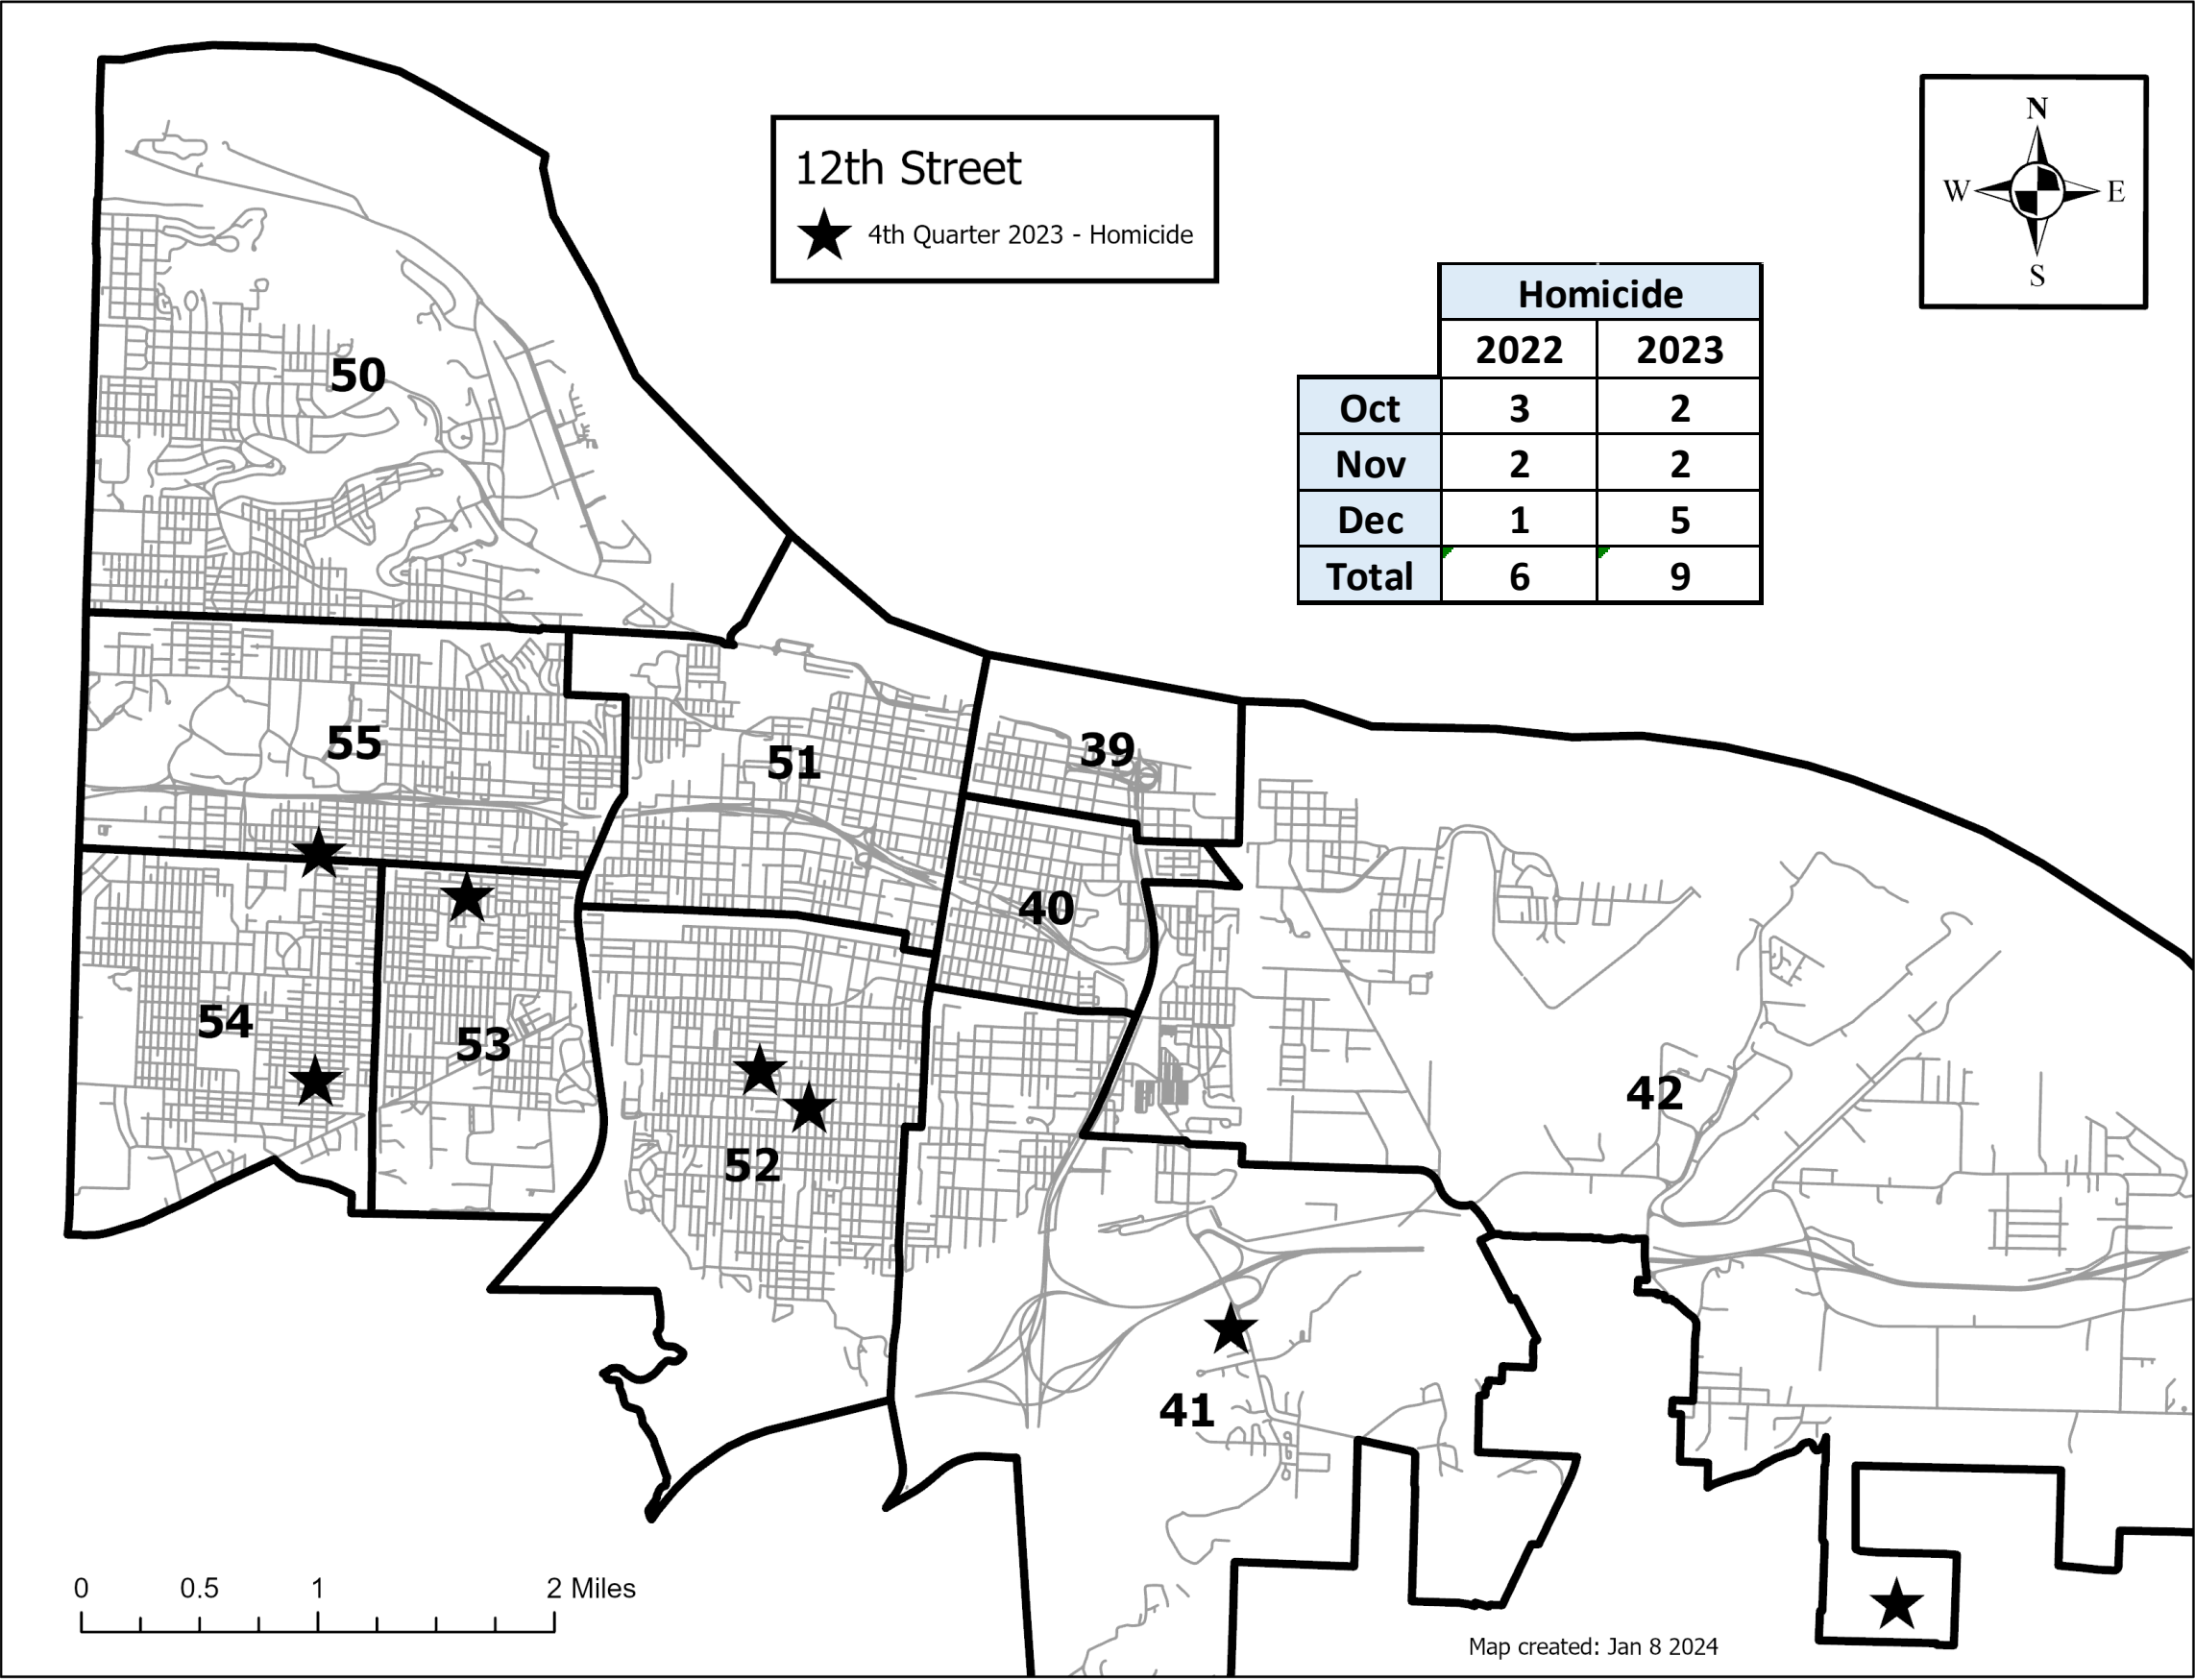 12th Street
4th Quarter 2023 - Homicide
N
W E
S
Homicide
2022 2023
Oct 3 2
Nov 2 2
Dec 1 5
Total 6 9
50
55
51
39
40
54
53
52
42
41
0 0.5 1 2 Miles
Map created: Jan 8 2024